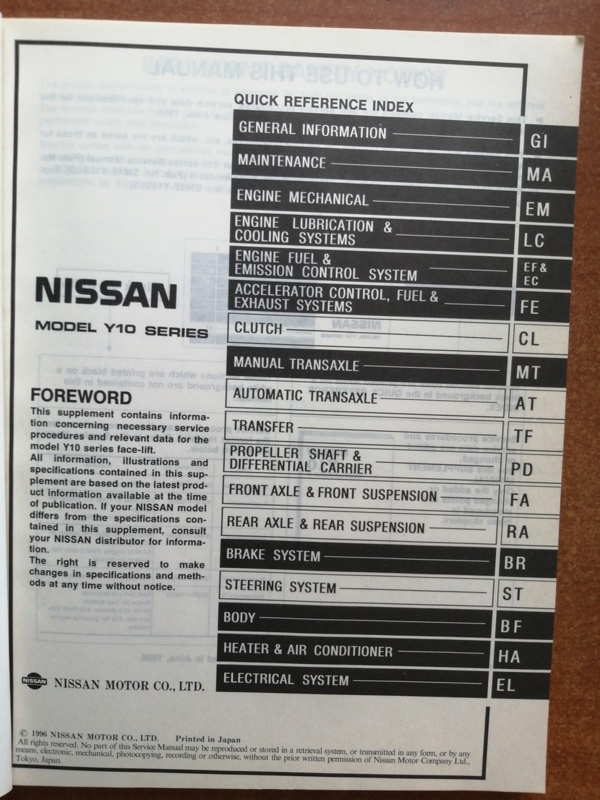 QUICK REFERENCE INDEX
GENERAL INFORMATION GI
MAINTENANCE MA
ENGINE MECHANICAL EM
ENGINE LUBRICATION &
COOLING SYSTEMS LC
ENGINE FUEL &
EMISSION CONTROL SYSTEM EF &
EC
ACCELERATOR CONTROL, FUEL &
EXHAUST SYSTEMS FE
CLUTCH CL
MANUAL TRANSAXLE MT
AUTOMATIC TRANSAXLE AT
TRANSFER TF
PROPELLER SHAFT &
DIFFERENTIAL CARRIER PD
FRONT AXLE & FRONT SUSPENSION FA
REAR AXLE & REAR SUSPENSION RA
BRAKE SYSTEM BR
STEERING SYSTEM ST
BODY BF
HEATER & AIR CONDITIONER HA
ELECTRICAL SYSTEM EL
NISSAN
MODEL Y10 SERIES
FOREWORD
This supplement contains informa-
tion concerning necessary service
procedures and relevant data for the
model Y10 series face-lift.
All information, illustrations and
specifications contained in this sup-
plement are based on the latest prod-
uct information available at the time
of publication. If your NISSAN model
differs from the specifications con-
tained in this supplement, consult
your NISSAN distributor for informa-
tion.
The right is reserved to make
changes in specifications and meth-
ods at any time without notice.
NISSAN NISSAN MOTOR CO., LTD.
© 1996 NISSAN MOTOR CO., LTD. Printed in Japan
All rights reserved. No part of this Service Manual may be reproduced or stored in a retrieval system, or transmitted in any form, or by any
means, electronic, mechanical, photocopying, recording or otherwise, without the prior written permission of Nissan Motor Company Ltd.,
Tokyo, Japan.